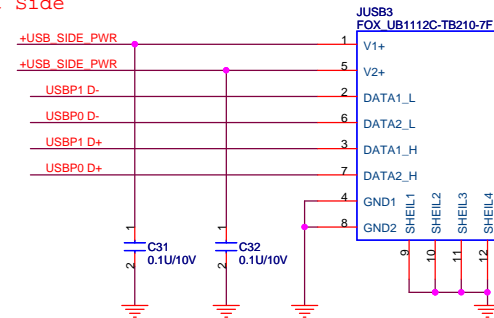 Side
JUSB3
FOX_UB1112C-TB210-7F
+USB_SIDE_PWR
1
V1+
+USB_SIDE_PWR
5
V2+
USBP1 D-
2
DATA1_L
USBP0 D-
6
DATA2_L
USBP1 D+
3
DATA1_H
USBP0 D+
7
DATA2_H
4
GND1
8
GND2
SHEIL1
SHEIL2
SHEIL3
SHEIL4
9
10
11
12
1
2
C31
0.1U/10V
1
2
C32
0.1U/10V